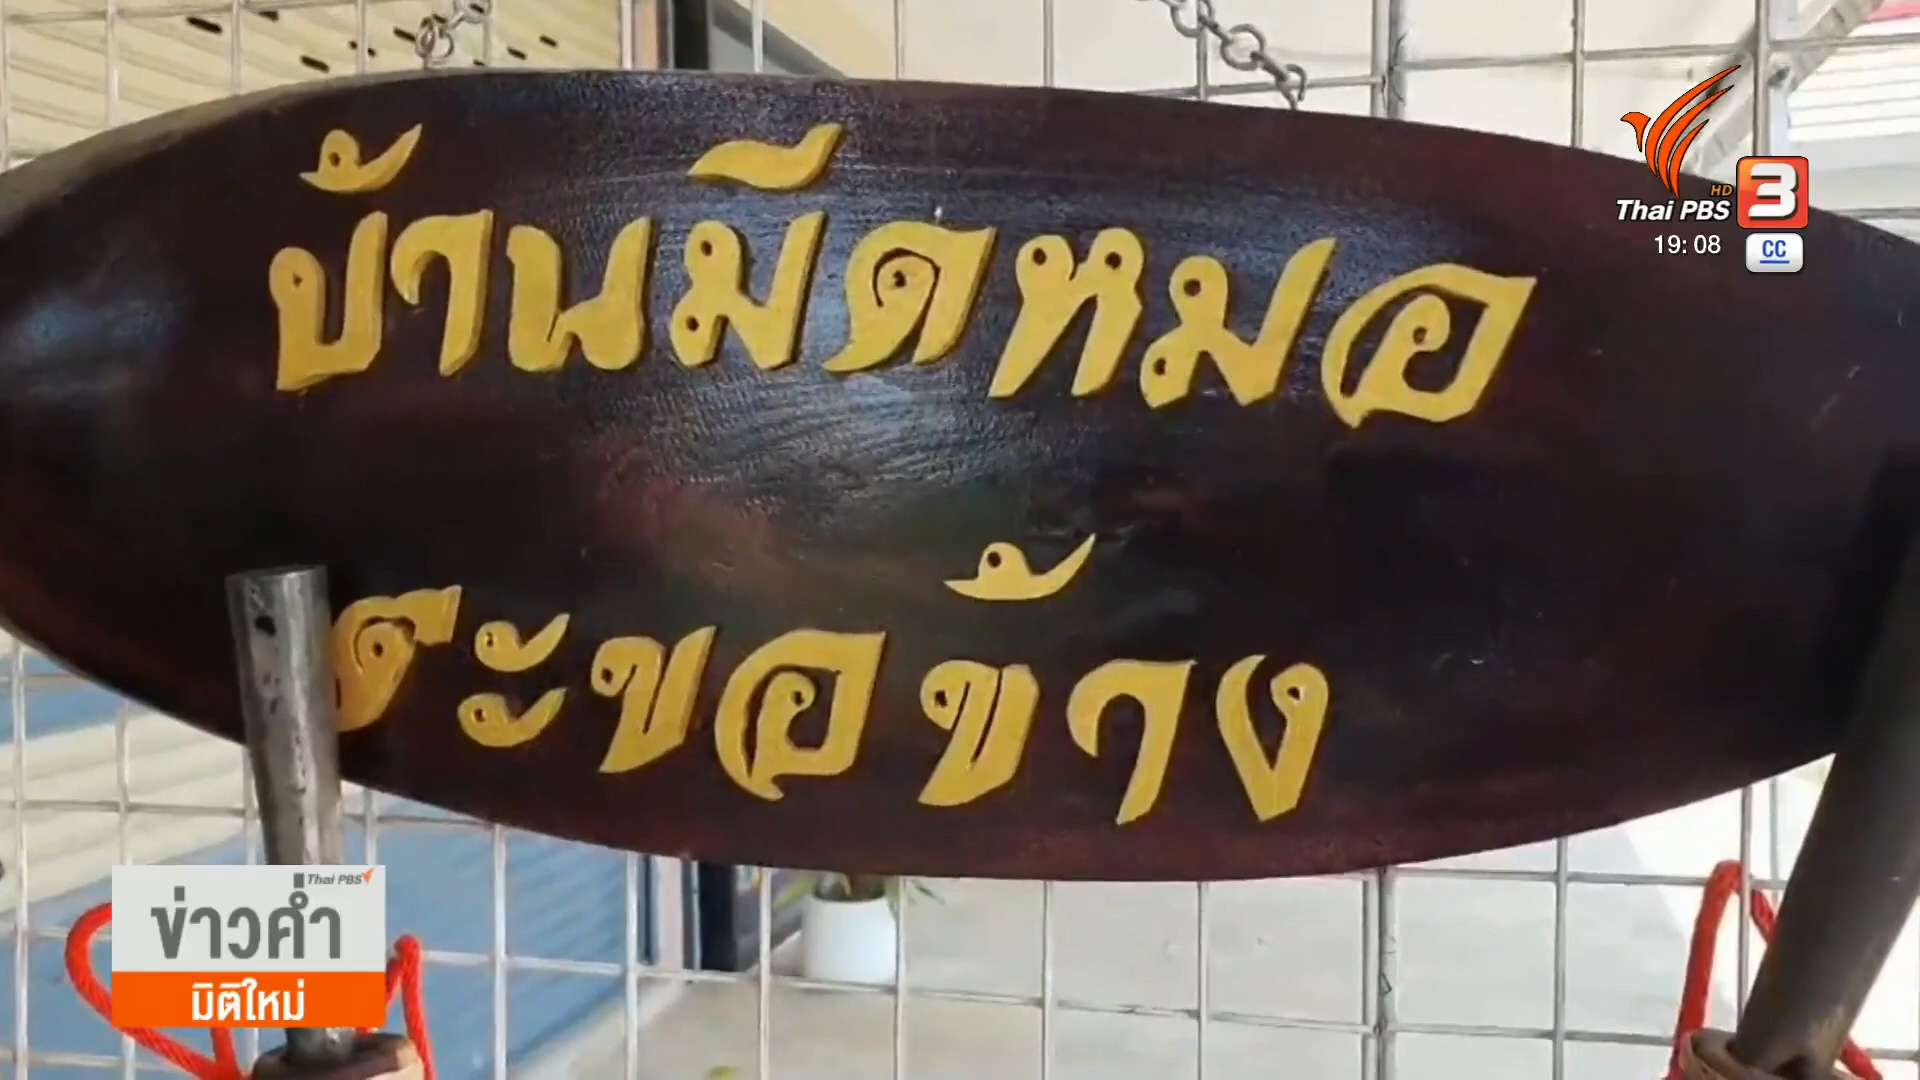 บ้านมีดหมอ
ตะขอข้าง
Thai PBS HD 3
19:08
CC
Thai PBS
ข่าวค่ำ
มิติใหม่